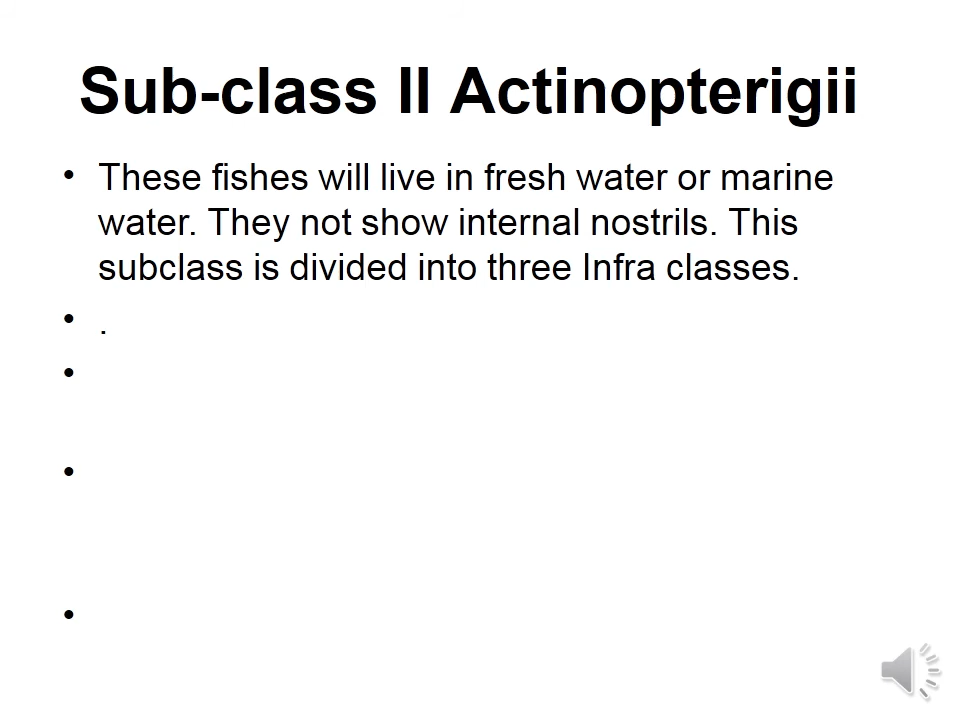 Sub-class II Actinopterigii
• These fishes will live in fresh water or marine
water. They not show internal nostrils. This
subclass is divided into three Infra classes.
• .
•
•
•